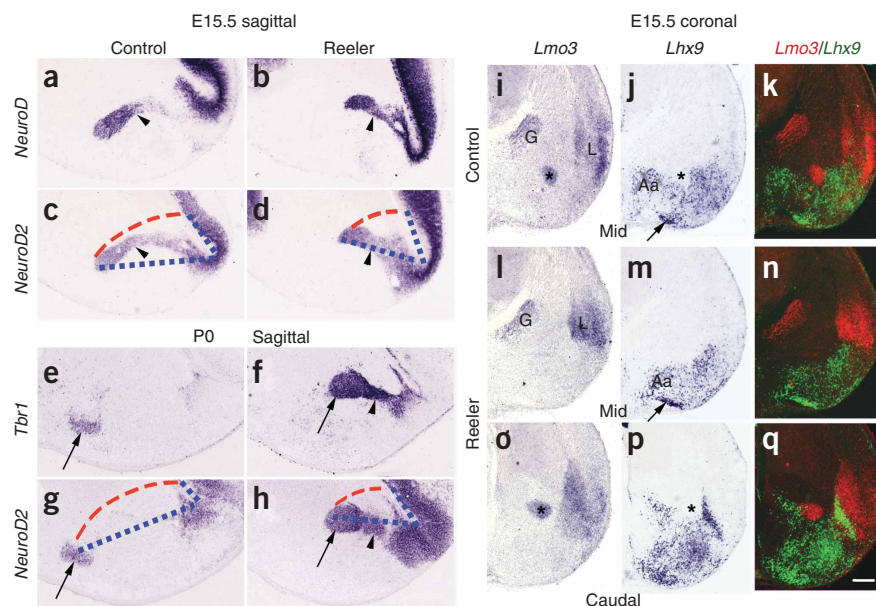 E15.5 sagittal
Control
Reeler
NeuroD
a
b
NeuroD2
c
d
P0
Sagittal
Tbr1
e
f
NeuroD2
g
h
E15.5 coronal
Lmo3
Lhx9
Lmo3/Lhx9
Control
i
G
L
*
j
Aa
*
k
Mid
Reeler
l
G
L
m
Aa
n
Mid
o
*
p
*
q
Caudal